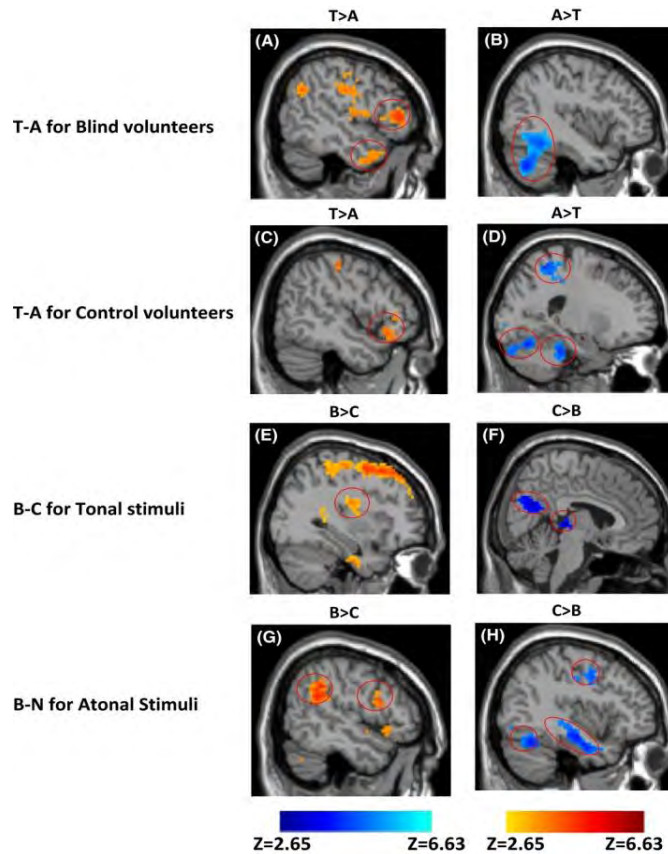 T>A A>T
(A) (B)
T-A for Blind volunteers
T>A A>T
(C) (D)
T-A for Control volunteers
B>C C>B
(E) (F)
B-C for Tonal stimuli
B>C C>B
(G) (H)
B-N for Atonal Stimuli
Z=2.65 Z=6.63 Z=2.65 Z=6.63